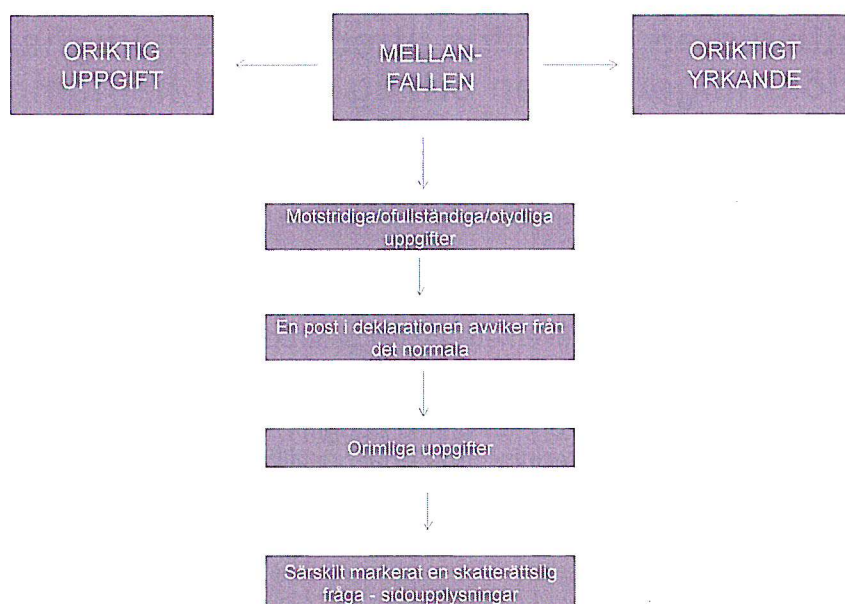 ORIKTIG
UPPGIFT
MELLAN-
FALLEN
ORIKTIGT
YRKANDE
Motstridiga/ofullständiga/otydliga
uppgifter
En post i deklarationen avviker från
det normala
Orimliga uppgifter
Särskilt markerat en skatterättslig
fråga - sidoupplysningar